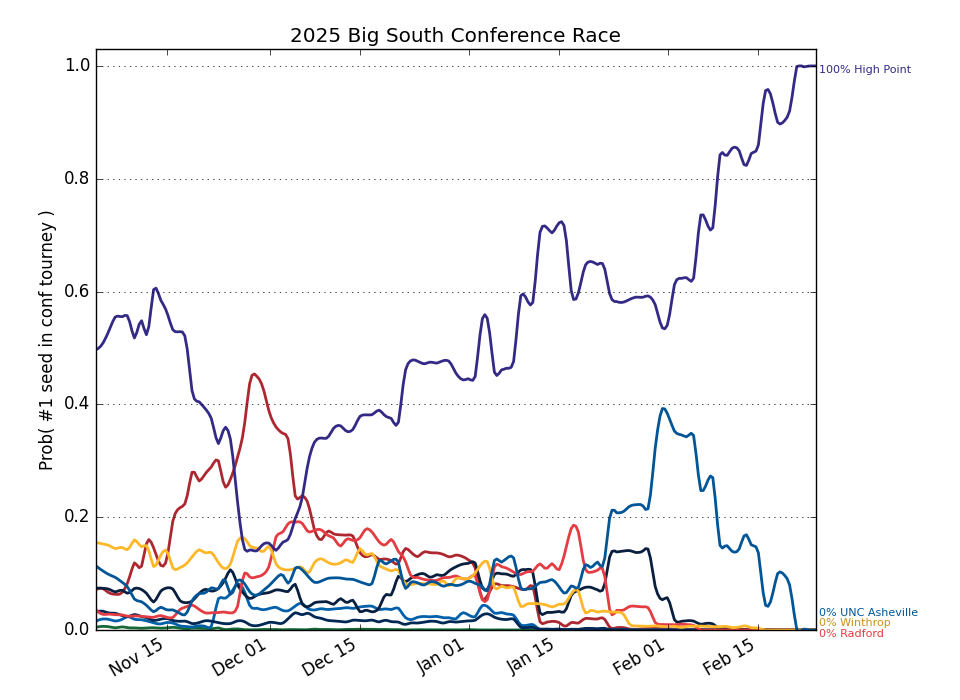 2025 Big South Conference Race
Prob( #1 seed in conf tourney )
1.0
0.8
0.6
0.4
0.2
0.0
Nov 15
Dec 01
Dec 15
Jan 01
Jan 15
Feb 01
Feb 15
100% High Point
0% UNC Asheville
0% Winthrop
0% Radford